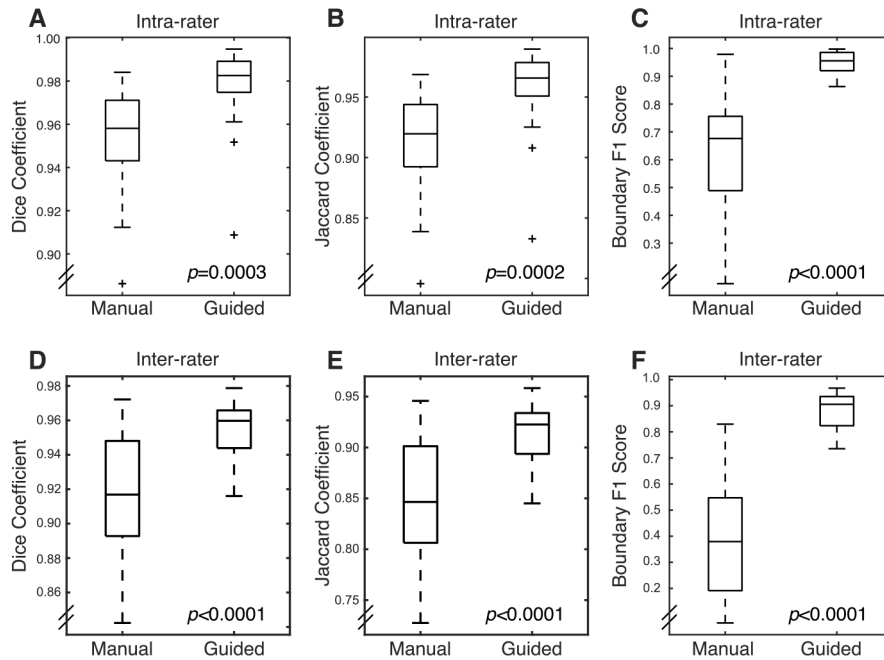 A
Intra-rater
1.00
0.98
0.96
0.94
0.92
0.90
Dice Coefficient
p=0.0003
Manual Guided
B
Intra-rater
0.95
0.90
0.85
Jaccard Coefficient
p=0.0002
Manual Guided
C
Intra-rater
1.0
0.9
0.8
0.7
0.6
0.5
0.4
0.3
Boundary F1 Score
p<0.0001
Manual Guided
D
Inter-rater
0.98
0.96
0.94
0.92
0.90
0.88
0.86
Dice Coefficient
p<0.0001
Manual Guided
E
Inter-rater
0.95
0.90
0.85
0.80
0.75
Jaccard Coefficient
p<0.0001
Manual Guided
F
Inter-rater
1.0
0.9
0.8
0.7
0.6
0.5
0.4
0.3
0.2
Boundary F1 Score
p<0.0001
Manual Guided